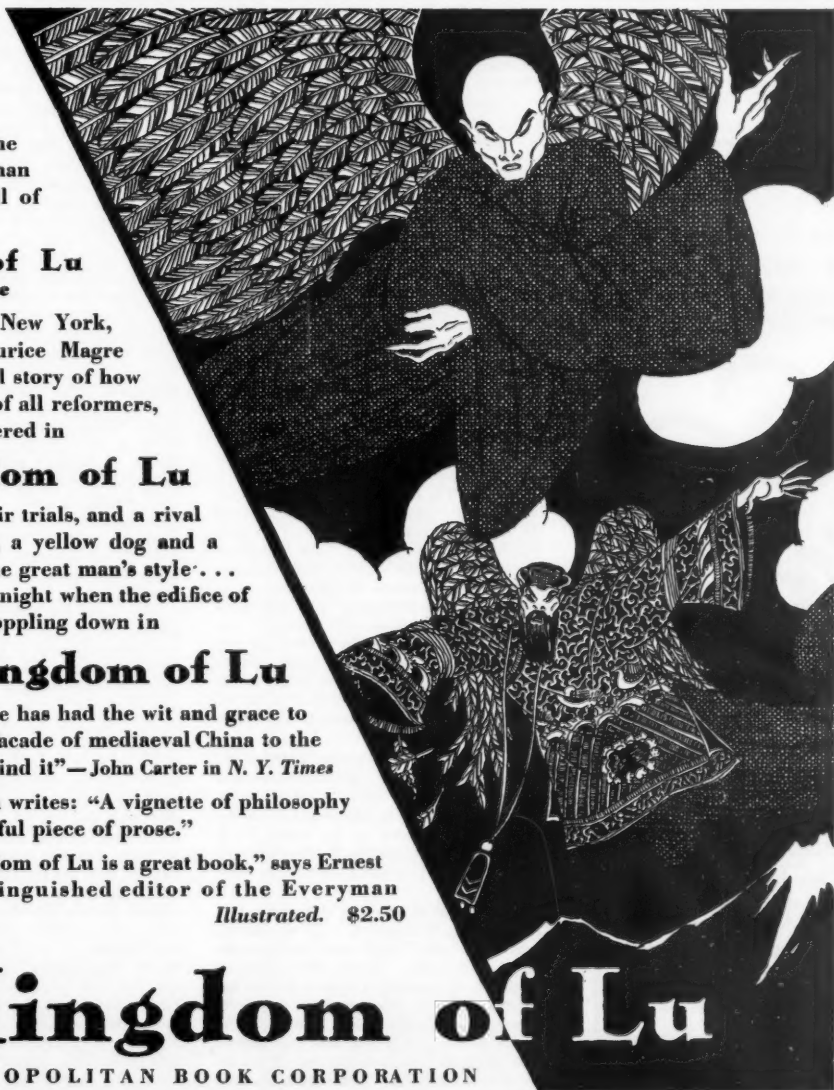 ne
nan
l of
of Lu
e
New York,
urice Magre
l story of how
of all reformers,
ered in
om of Lu
ir trials, and a rival
a yellow dog and a
e great man's style. . .
night when the edifice of
oppling down in
ngdom of Lu
e has had the wit and grace to
acade of mediaeval China to the
ind it”—John Carter in N. Y. Times
writes: “A vignette of philosophy
ful piece of prose.”
om of Lu is a great book,” says Ernest
inguished editor of the Everyman
Illustrated. $2.50
ingdom of Lu
OPOLITAN BOOK CORPORATION